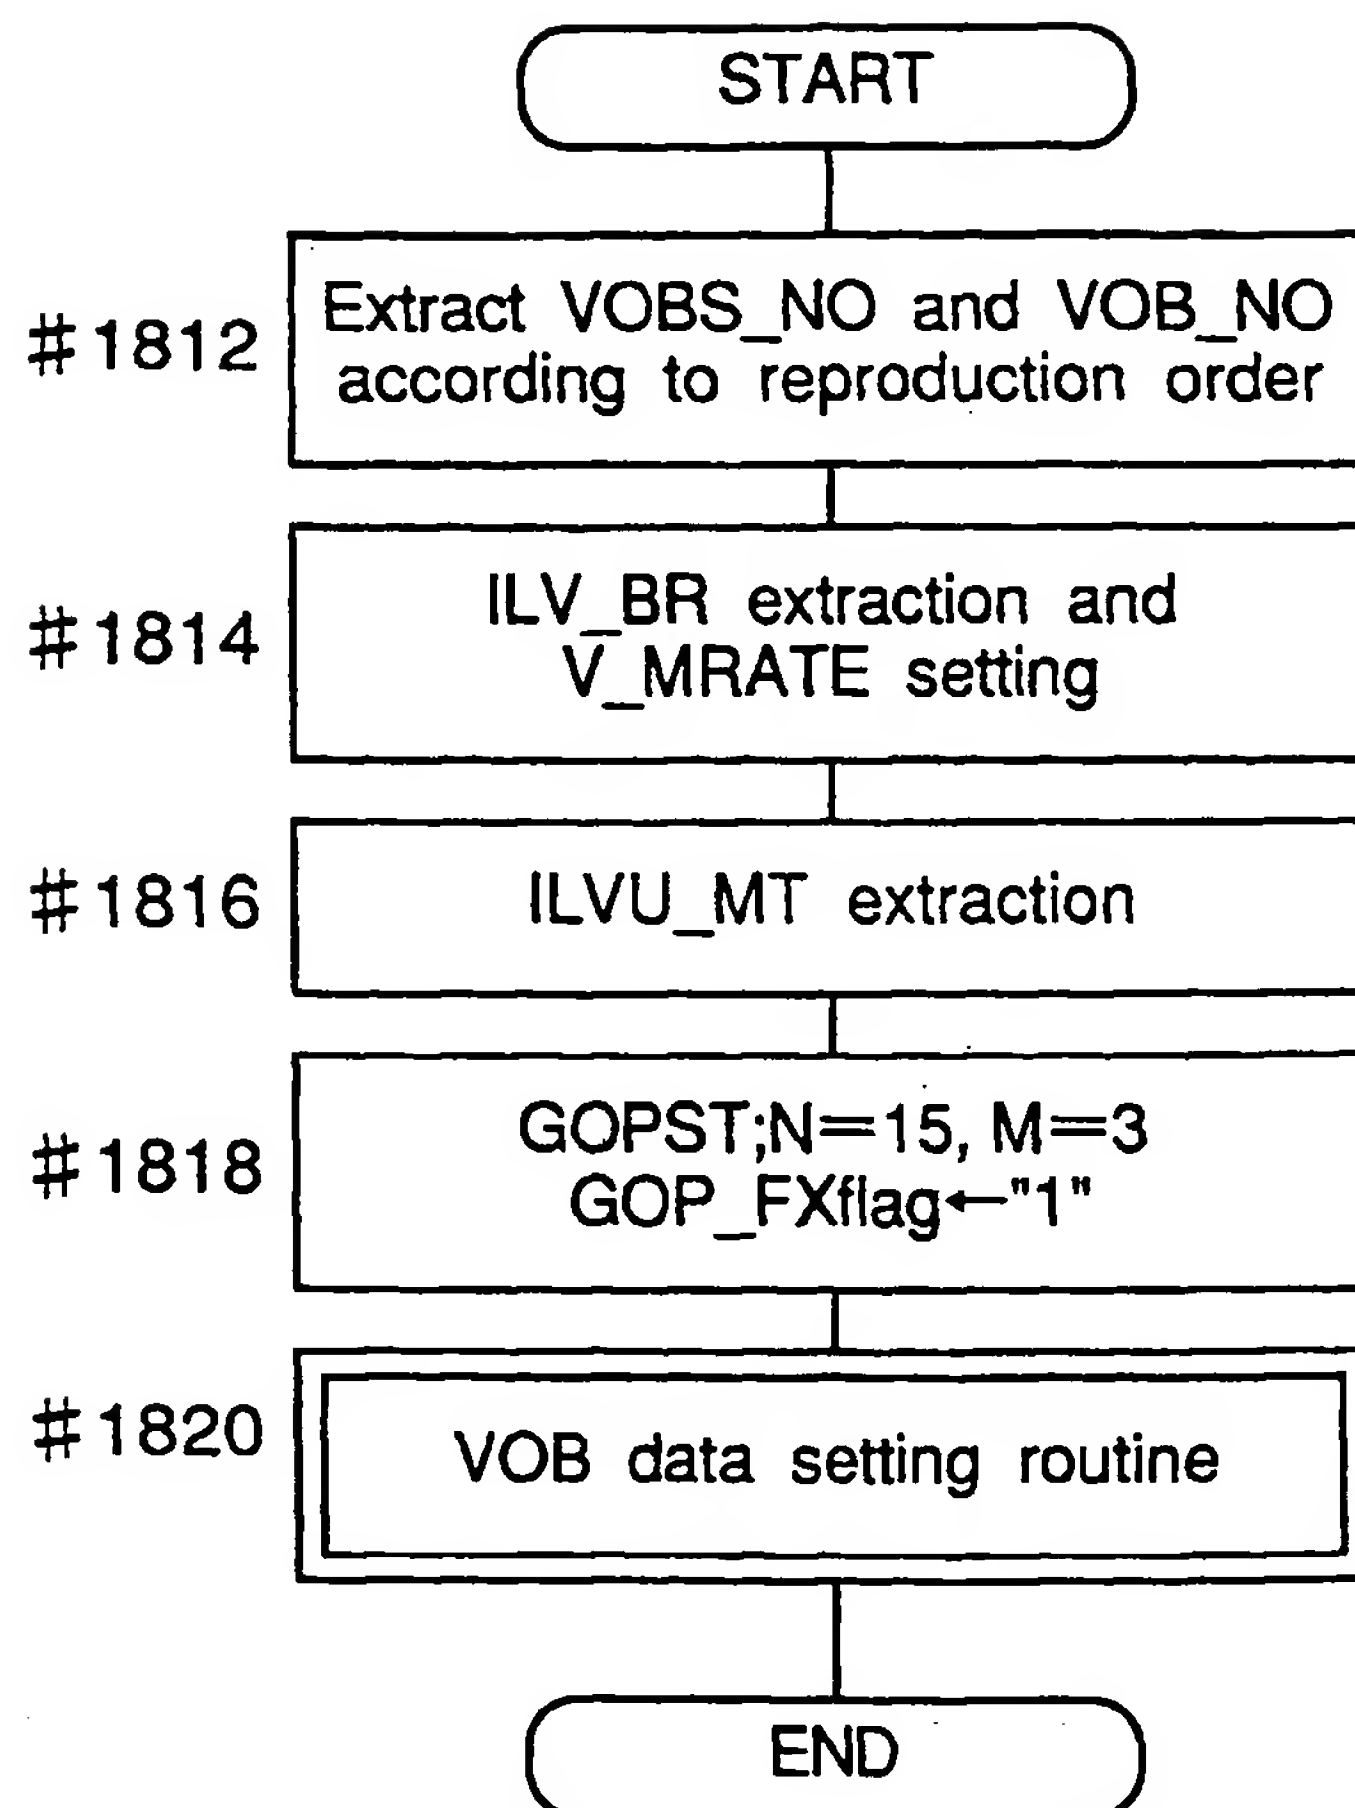 START
#1812
Extract VOBS_NO and VOB_NO
according to reproduction order
#1814
ILV_BR extraction and
V_MRATE setting
#1816
ILVU_MT extraction
#1818
GOPST;N=15, M=3
GOP_FXflag←"1"
#1820
VOB data setting routine
END